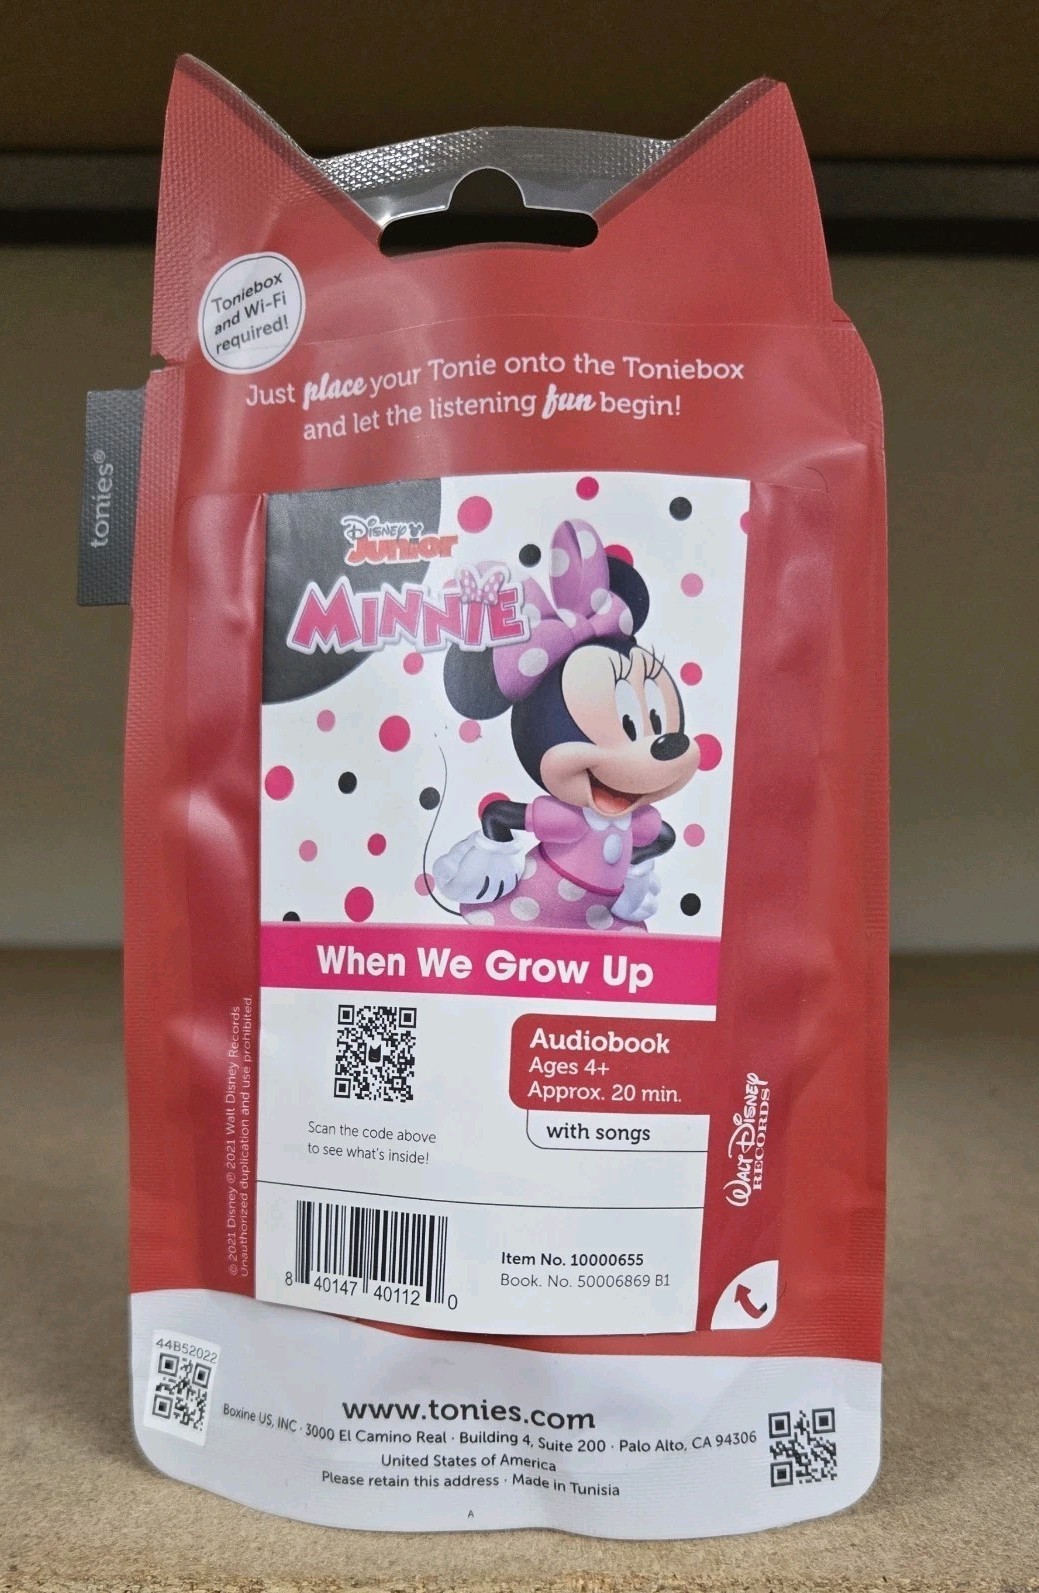 Toniebox
and Wi-Fi
required!
Just place your Tonie onto the Toniebox
and let the listening fun begin!
tonies®
Disney
Junior
MINNIE
When We Grow Up
Audiobook
Ages 4+
Approx. 20 min.
with songs
Scan the code above
to see what's inside!
© 2021 Disney ℗ 2021 Walt Disney Records
Unauthorized duplication and use prohibited.
WALT DISNEY
RECORDS
8 40147 40112 0
Item No. 10000655
Book. No. 50006869 B1
44B52022
www.tonies.com
Boxine US, INC · 3000 El Camino Real · Building 4, Suite 200 · Palo Alto, CA 94306
United States of America
Please retain this address · Made in Tunisia
A